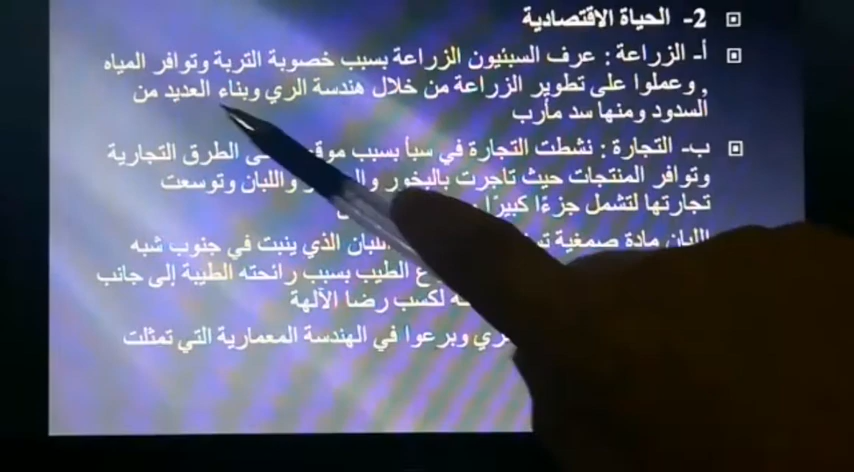 2- الحياة الاقتصادية
أ- الزراعة : عرف السبئيون الزراعة بسبب خصوبة التربة وتوافر المياه
, وعملوا على تطوير الزراعة من خلال هندسة الري وبناء العديد من
السدود ومنها سد مأرب
ب- التجارة : نشطت التجارة في سبأ بسبب الطرق التجارية
وتوافر المنتجات حيث تاجرت بالبخور واللبان وتوسعت
تجارتها لتشمل جزءًا كبيرًا
اللبان مادة صمغية اللبان الذي ينبت في جنوب شبه
الطيب بسبب رائحته الطيبة إلى جانب
لكسب رضا الآلهة
وبرعوا في الهندسة المعمارية التي تمثلت